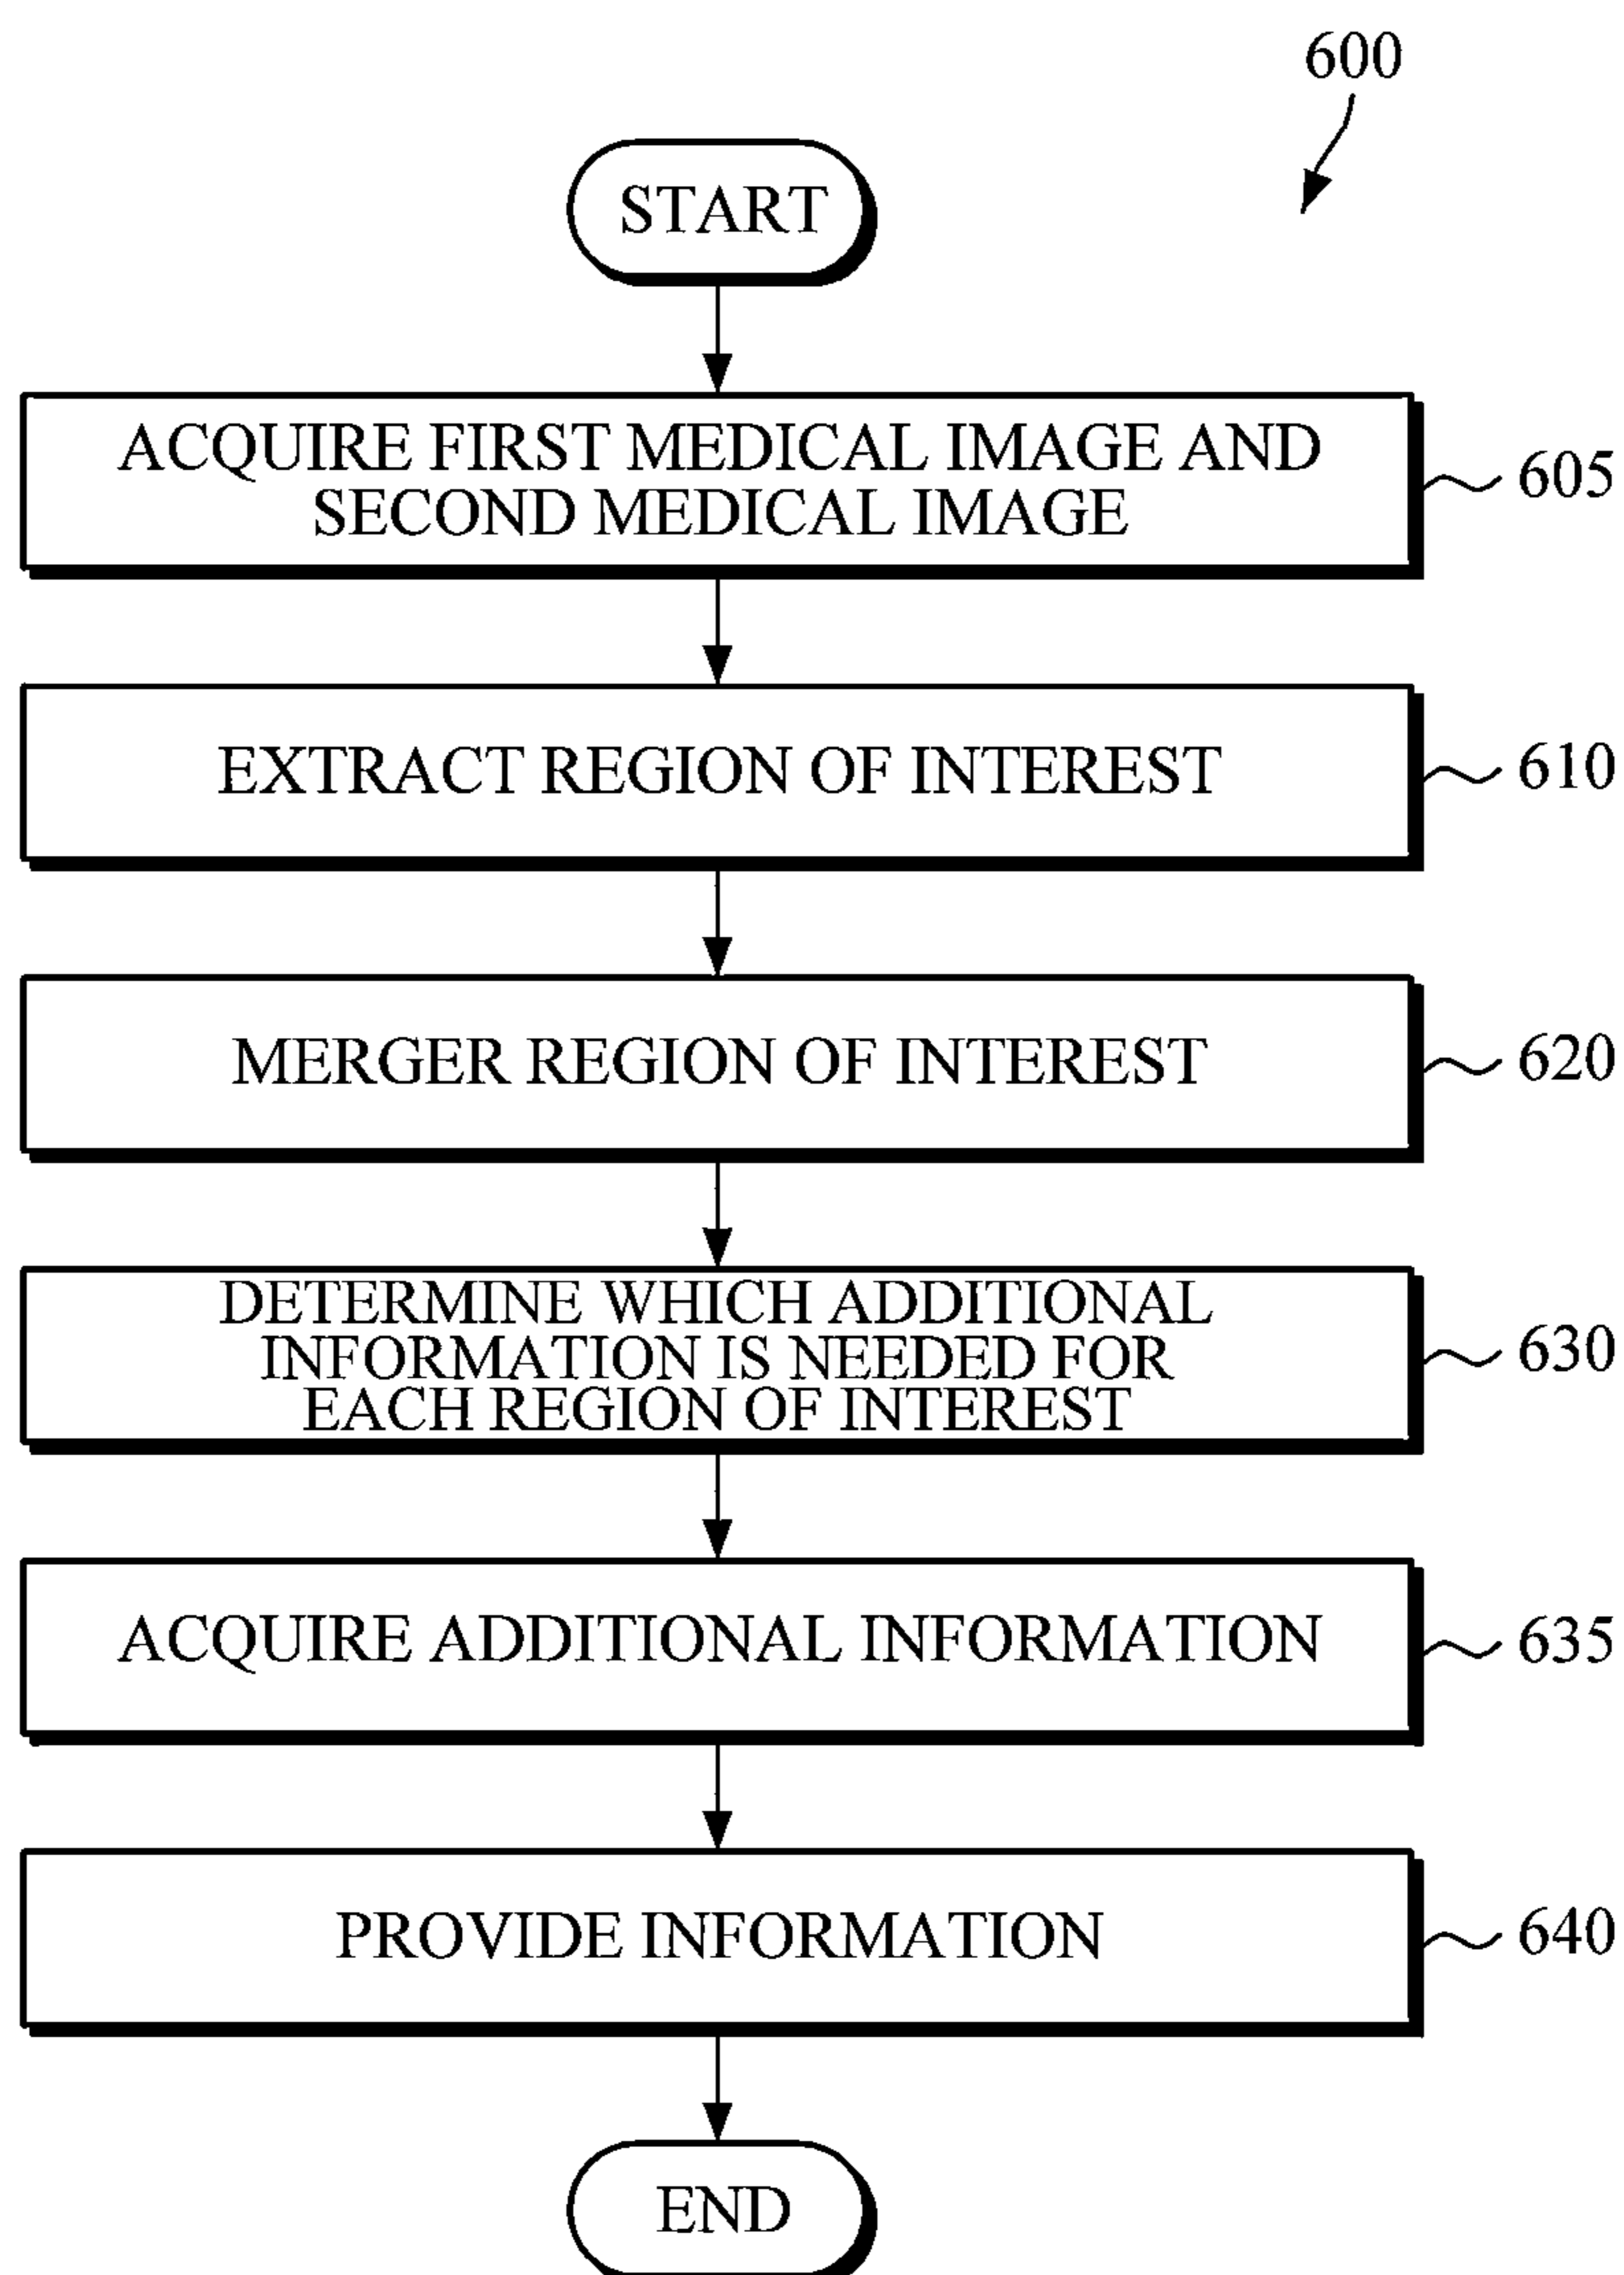 600
START
ACQUIRE FIRST MEDICAL IMAGE AND
SECOND MEDICAL IMAGE
605
EXTRACT REGION OF INTEREST
610
MERGER REGION OF INTEREST
620
DETERMINE WHICH ADDITIONAL
INFORMATION IS NEEDED FOR
EACH REGION OF INTEREST
630
ACQUIRE ADDITIONAL INFORMATION
635
PROVIDE INFORMATION
640
END